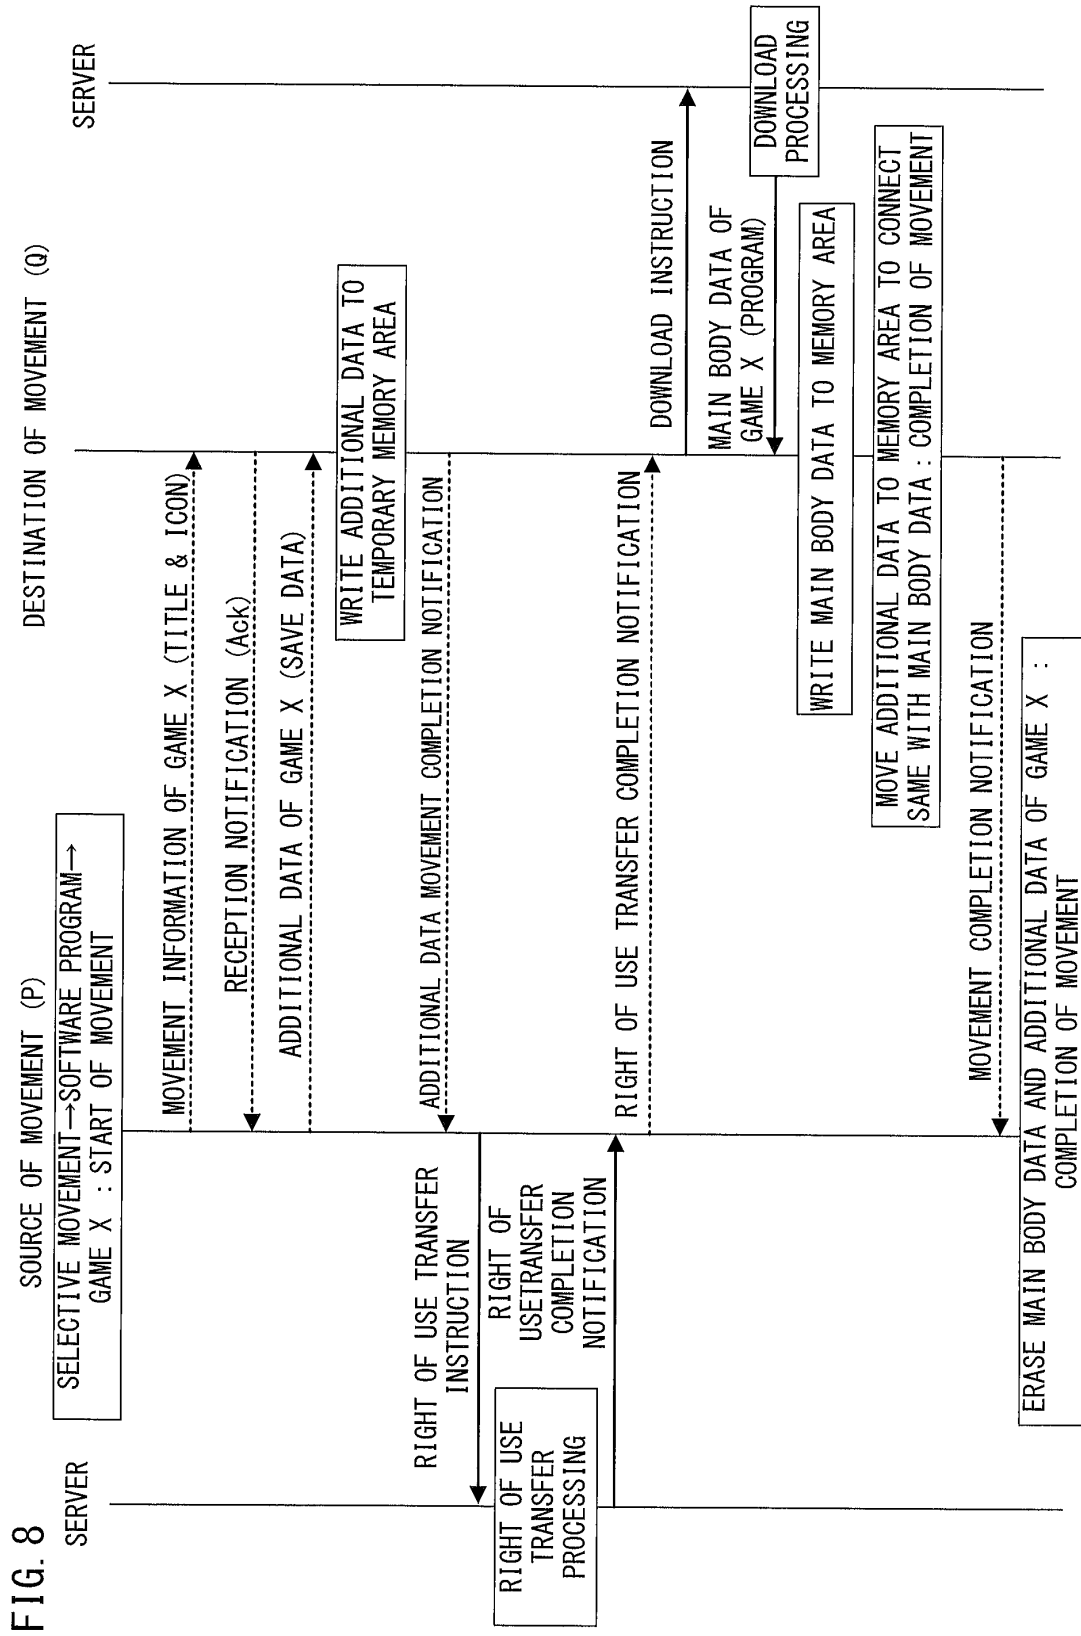 FIG. 8
SERVER
SOURCE OF MOVEMENT (P)
DESTINATION OF MOVEMENT (Q)
SERVER
SELECTIVE MOVEMENT→SOFTWARE PROGRAM→
GAME X : START OF MOVEMENT
MOVEMENT INFORMATION OF GAME X (TITLE & ICON)
RECEPTION NOTIFICATION (Ack)
ADDITIONAL DATA OF GAME X (SAVE DATA)
WRITE ADDITIONAL DATA TO
TEMPORARY MEMORY AREA
ADDITIONAL DATA MOVEMENT COMPLETION NOTIFICATION
RIGHT OF USE TRANSFER
INSTRUCTION
RIGHT OF USE
TRANSFER
PROCESSING
RIGHT OF
USETRANSFER
COMPLETION
NOTIFICATION
RIGHT OF USE TRANSFER COMPLETION NOTIFICATION
DOWNLOAD INSTRUCTION
DOWNLOAD
PROCESSING
MAIN BODY DATA OF
GAME X (PROGRAM)
WRITE MAIN BODY DATA TO MEMORY AREA
MOVE ADDITIONAL DATA TO MEMORY AREA TO CONNECT
SAME WITH MAIN BODY DATA : COMPLETION OF MOVEMENT
MOVEMENT COMPLETION NOTIFICATION
ERASE MAIN BODY DATA AND ADDITIONAL DATA OF GAME X :
COMPLETION OF MOVEMENT